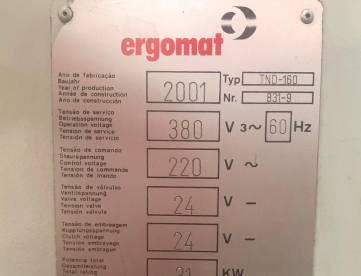 ergomat
Ano de fabricação
Baujahr
Year of production
Année de construction
Año de construcción
2001
Typ TND-160
Nr. 831-9
Tensão de serviço
Betriebsspannung
Operation voltage
Tension de service
Tensión de servicio
380 V 3~ 60 Hz
Tensão de comando
Steuerspannung
Control voltage
Tension de commande
Tensión de mando
220 V ~
Tensão de válvulas
Ventilspannung
Valve voltage
Tension valve
Tensión válvula
24 V –
Tensão de embreagem
Kupplungsspannung
Clutch voltage
Tension embrayage
Tensión embrague
24 V –
Potencia total
Gesamtleistung
Total rating
31 KW